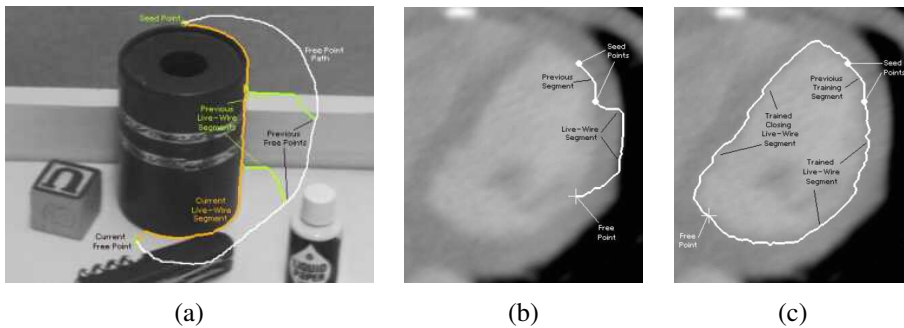 Seed Point
Free Point
Path
Previous
Live-Wire
Segments
Previous
Free Points
Current
Live-Wire
Segment
Current
Free Point
LIQUID
PAPER
(a)
Seed
Points
Previous
Segment
Live-Wire
Segment
Free
Point
(b)
Seed
Points
Previous
Training
Segment
Trained
Closing
Live-Wire
Segment
Trained
Live-Wire
Segment
Free
Point
(c)